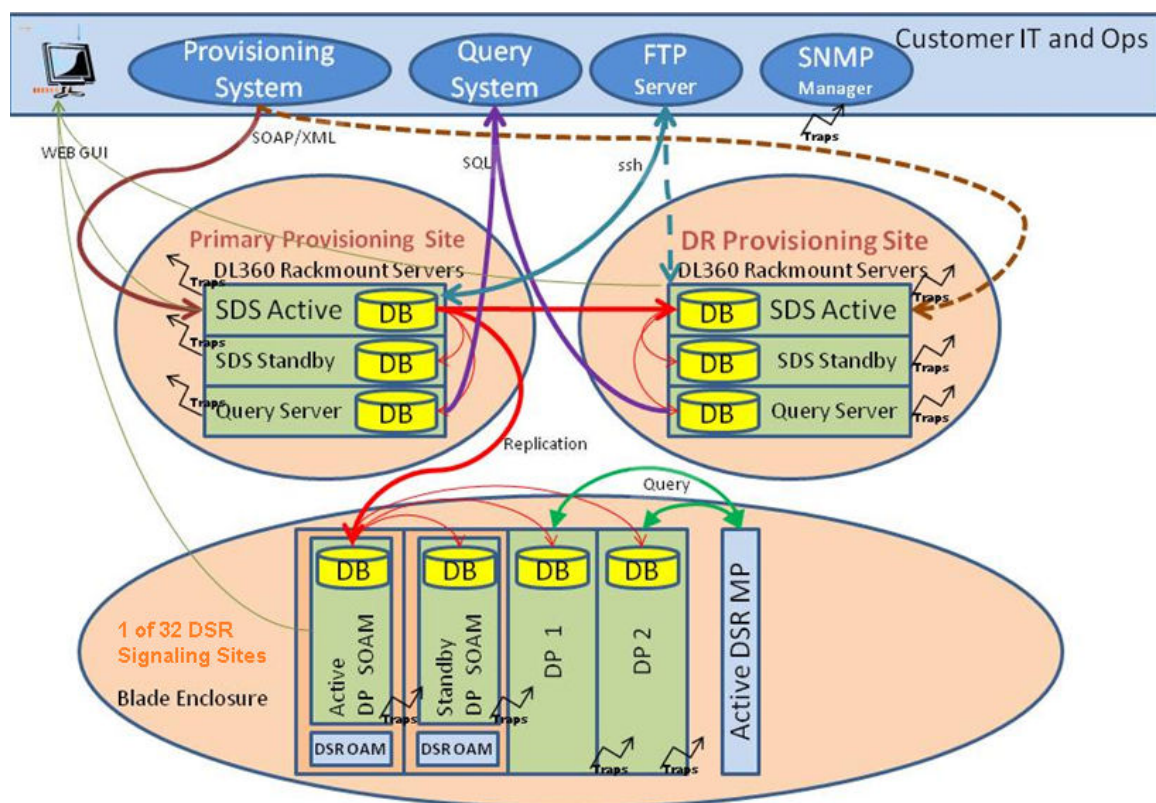 Customer IT and Ops
Provisioning
System
Query
System
FTP
Server
SNMP
Manager
Traps
WEB GUI
SOAP/XML
SQL
ssh
Primary Provisioning Site
DL360 Rackmount Servers
Traps
SDS Active
DB
Traps
SDS Standby
DB
Traps
Query Server
DB
DR Provisioning Site
DL360 Rackmount Servers
Traps
DB
SDS Active
DB
SDS Standby
Traps
DB
Query Server
Traps
Replication
Query
1 of 32 DSR
Signaling Sites
Blade Enclosure
DB
Active
DP SOAM
Traps
DSR OAM
DB
Standby
DP SOAM
Traps
DSR OAM
DB
DP 1
Traps
DB
DP 2
Traps
Active DSR MP